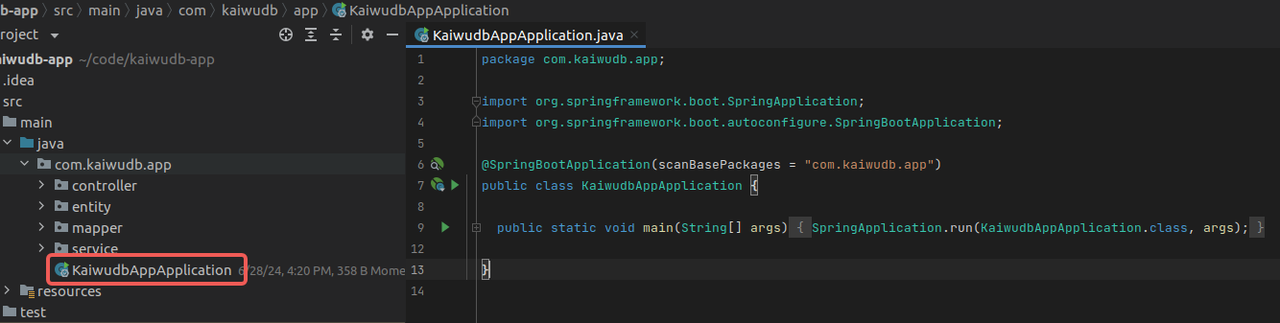 b-app src main java com kaiwudb app KaiwudbAppApplication
roject
aiwudb-app ~/code/kaiwudb-app
.idea
src
main
java
com.kaiwudb.app
controller
entity
mapper
service
KaiwudbAppApplication 6/28/24, 4:20 PM, 358 B Mome
resources
test
KaiwudbAppApplication.java
1 package com.kaiwudb.app;
2
3 import org.springframework.boot.SpringApplication;
4 import org.springframework.boot.autoconfigure.SpringBootApplication;
5
6 @SpringBootApplication(scanBasePackages = "com.kaiwudb.app")
7 public class KaiwudbAppApplication {
8
9 public static void main(String[] args) { SpringApplication.run(KaiwudbAppApplication.class, args); }
12
13 }
14